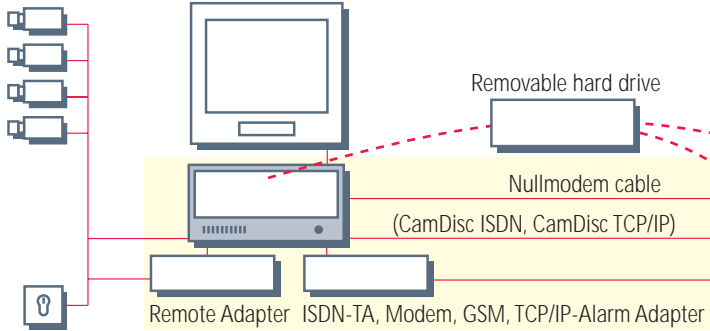 Removable hard drive
Nullmodem cable
(CamDisc ISDN, CamDisc TCP/IP)
Remote Adapter
ISDN-TA, Modem, GSM, TCP/IP-Alarm Adapter